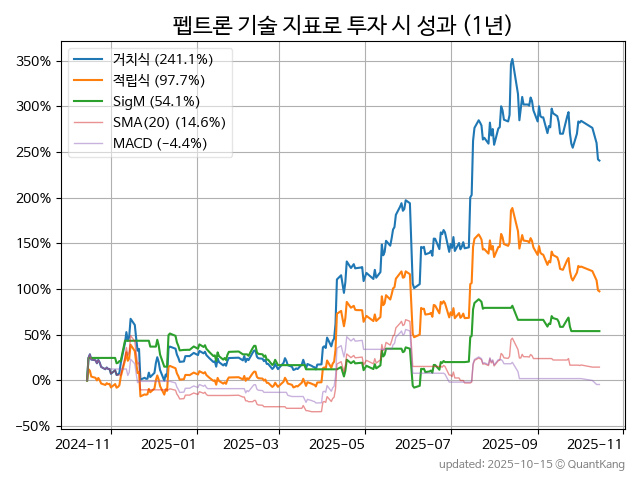 펩트론 기술 지표로 투자 시 성과 (1년)
거치식 (241.1%)
적립식 (97.7%)
SigM (54.1%)
SMA(20) (14.6%)
MACD (−4.4%)
350%
300%
250%
200%
150%
100%
50%
0%
−50%
2024−11 2025−01 2025−03 2025−05 2025−07 2025−09 2025−11
updated: 2025-10-15 ⓒ QuantKang